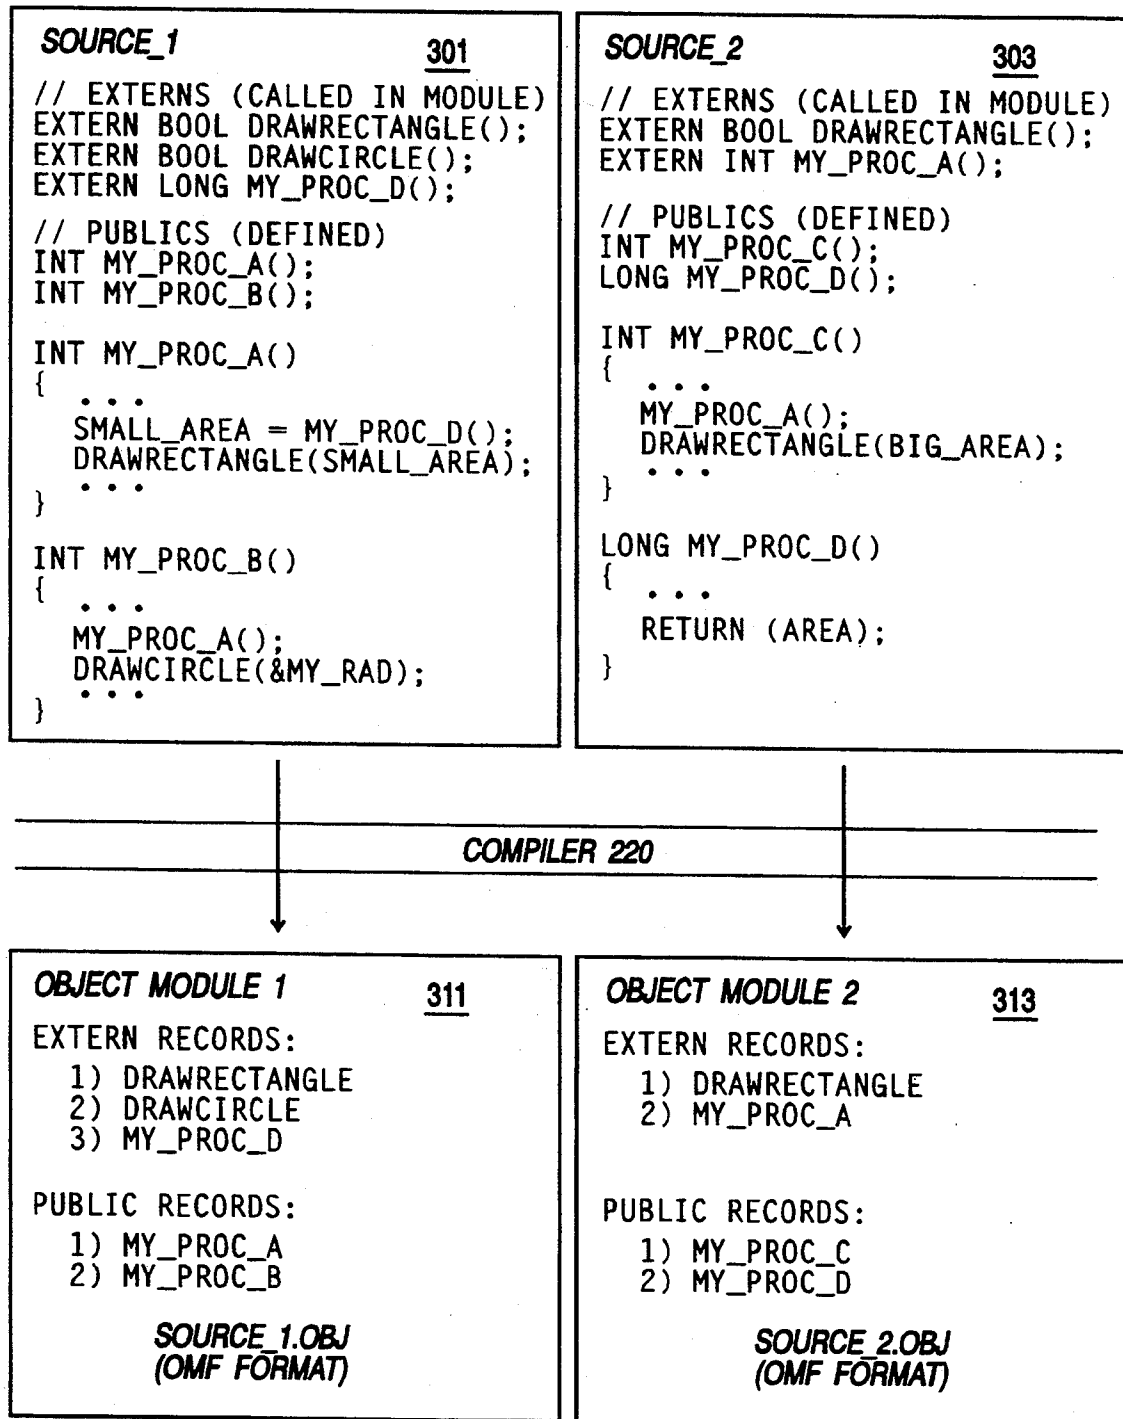 SOURCE_1 301
// EXTERNS (CALLED IN MODULE)
EXTERN BOOL DRAWRECTANGLE();
EXTERN BOOL DRAWCIRCLE();
EXTERN LONG MY_PROC_D();
// PUBLICS (DEFINED)
INT MY_PROC_A();
INT MY_PROC_B();
INT MY_PROC_A()
{
...
SMALL_AREA = MY_PROC_D();
DRAWRECTANGLE(SMALL_AREA);
...
}
INT MY_PROC_B()
{
...
MY_PROC_A();
DRAWCIRCLE(&MY_RAD);
...
}
SOURCE_2 303
// EXTERNS (CALLED IN MODULE)
EXTERN BOOL DRAWRECTANGLE();
EXTERN INT MY_PROC_A();
// PUBLICS (DEFINED)
INT MY_PROC_C();
LONG MY_PROC_D();
INT MY_PROC_C()
{
...
MY_PROC_A();
DRAWRECTANGLE(BIG_AREA);
...
}
LONG MY_PROC_D()
{
...
RETURN (AREA);
}
COMPILER 220
OBJECT MODULE 1 311
EXTERN RECORDS:
1) DRAWRECTANGLE
2) DRAWCIRCLE
3) MY_PROC_D
PUBLIC RECORDS:
1) MY_PROC_A
2) MY_PROC_B
SOURCE_1.OBJ
(OMF FORMAT)
OBJECT MODULE 2 313
EXTERN RECORDS:
1) DRAWRECTANGLE
2) MY_PROC_A
PUBLIC RECORDS:
1) MY_PROC_C
2) MY_PROC_D
SOURCE_2.OBJ
(OMF FORMAT)